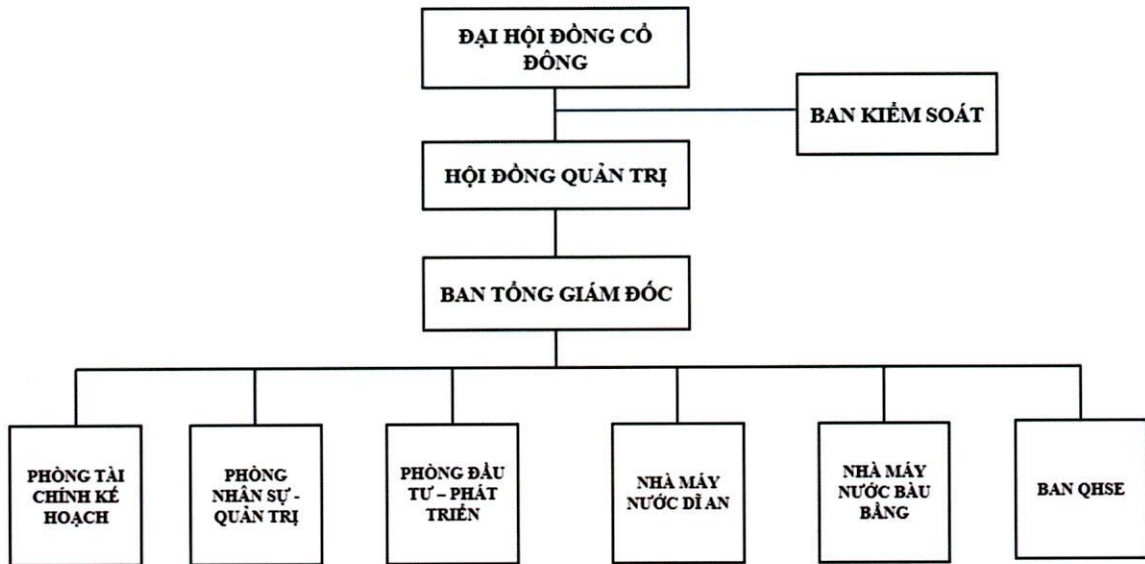 ĐẠI HỘI ĐỒNG CỔ
ĐÔNG
BAN KIỂM SOÁT
HỘI ĐỒNG QUẢN TRỊ
BAN TỔNG GIÁM ĐỐC
PHÒNG TÀI
CHÍNH KẾ
HOẠCH
PHÒNG
NHÂN SỰ -
QUẢN TRỊ
PHÒNG ĐẦU
TƯ – PHÁT
TRIỂN
NHÀ MÁY
NƯỚC DĨ AN
NHÀ MÁY
NƯỚC BÀU
BẰNG
BAN QHSE